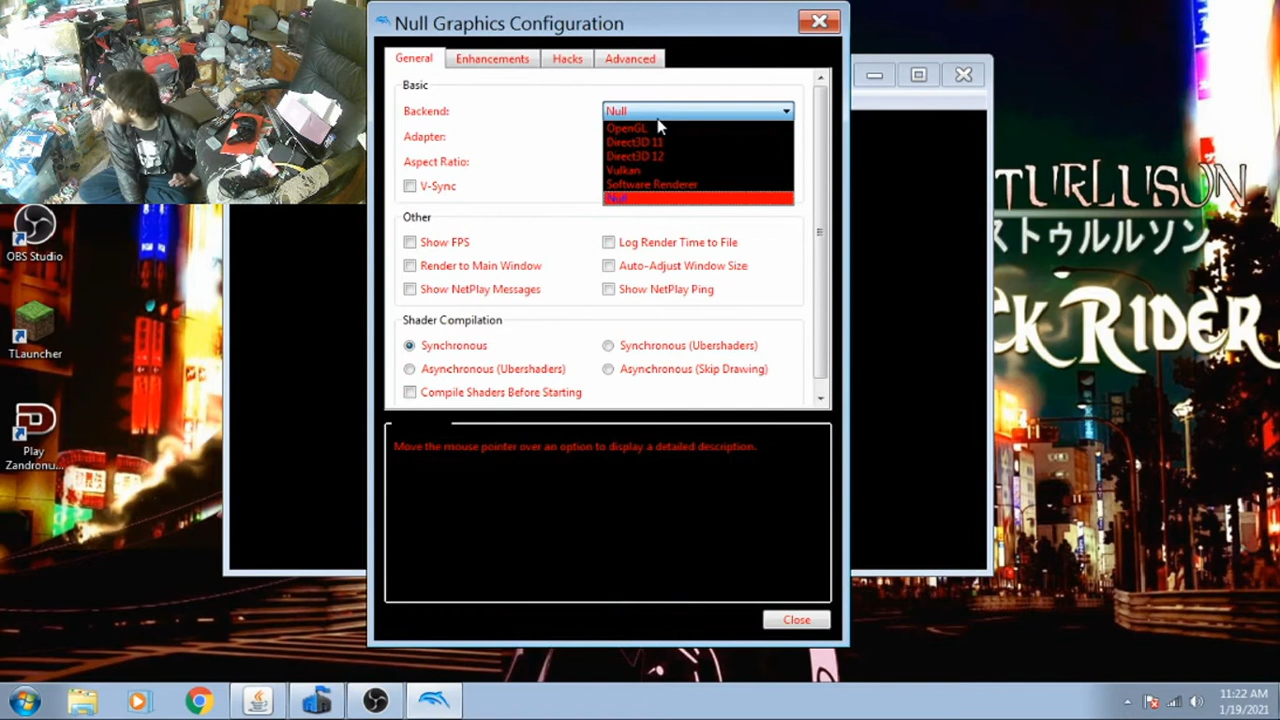 Null Graphics Configuration
General
Enhancements
Hacks
Advanced
Basic
Backend:
Null
OpenGL
Direct3D 11
Direct3D 12
Vulkan
Software Renderer
Null
Adapter:
Aspect Ratio:
V-Sync
Other
Show FPS
Log Render Time to File
Render to Main Window
Auto-Adjust Window Size
Show NetPlay Messages
Show NetPlay Ping
Shader Compilation
Synchronous
Synchronous (Ubershaders)
Asynchronous (Ubershaders)
Asynchronous (Skip Drawing)
Compile Shaders Before Starting
Move the mouse pointer over an option to display a detailed description.
Close
OBS Studio
TLauncher
Play
Zandronu...
TURLUSON
ストゥルルソン
CK RIDER
11:22 AM
1/19/2021